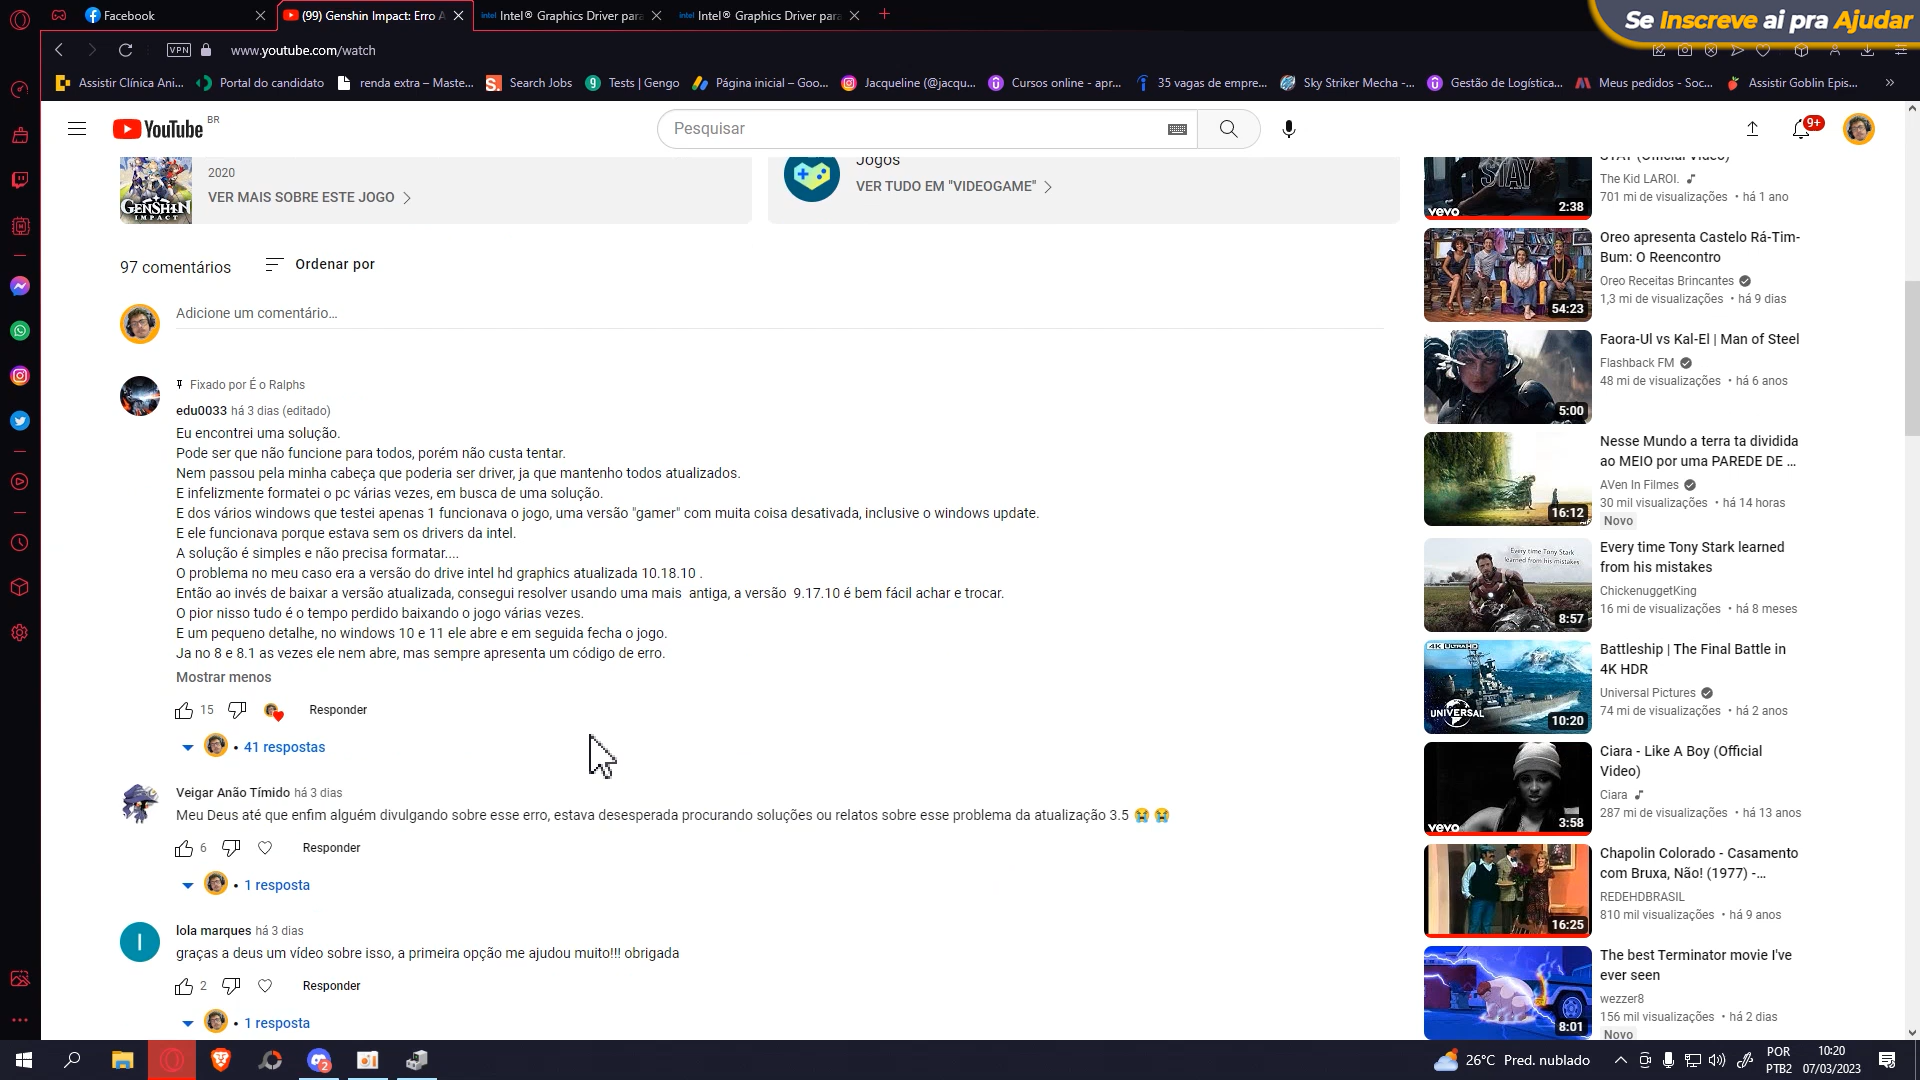 Facebook
(99) Genshin Impact: Erro A
Intel® Graphics Driver para
Intel® Graphics Driver para
Se Inscreve ai pra Ajudar
VPN
www.youtube.com/watch
Assistir Clínica Ani...
Portal do candidato
renda extra – Maste...
Search Jobs
Tests | Gengo
Página inicial – Goo...
Jacqueline (@jacqu...
Cursos online - apr...
35 vagas de empre...
Sky Striker Mecha -...
Gestão de Logística...
Meus pedidos - Soc...
Assistir Goblin Epis...
YouTube BR
Pesquisar
9+
GENSHIN IMPACT
2020
VER MAIS SOBRE ESTE JOGO
Jogos
VER TUDO EM "VIDEOGAME"
97 comentários
Ordenar por
Adicione um comentário...
Fixado por É o Ralphs
edu0033 há 3 dias (editado)
Eu encontrei uma solução.
Pode ser que não funcione para todos, porém não custa tentar.
Nem passou pela minha cabeça que poderia ser driver, ja que mantenho todos atualizados.
E infelizmente formatei o pc várias vezes, em busca de uma solução.
E dos vários windows que testei apenas 1 funcionava o jogo, uma versão "gamer" com muita coisa desativada, inclusive o windows update.
E ele funcionava porque estava sem os drivers da intel.
A solução é simples e não precisa formatar....
O problema no meu caso era a versão do drive intel hd graphics atualizada 10.18.10 .
Então ao invés de baixar a versão atualizada, consegui resolver usando uma mais antiga, a versão 9.17.10 é bem fácil achar e trocar.
O pior nisso tudo é o tempo perdido baixando o jogo várias vezes.
E um pequeno detalhe, no windows 10 e 11 ele abre e em seguida fecha o jogo.
Ja no 8 e 8.1 as vezes ele nem abre, mas sempre apresenta um código de erro.
Mostrar menos
15
Responder
• 41 respostas
Veigar Anão Tímido há 3 dias
Meu Deus até que enfim alguém divulgando sobre esse erro, estava desesperada procurando soluções ou relatos sobre esse problema da atualização 3.5 😭 😭
6
Responder
• 1 resposta
l
lola marques há 3 dias
graças a deus um vídeo sobre isso, a primeira opção me ajudou muito!!! obrigada
2
Responder
• 1 resposta
STAY
vevo
2:38
STAY (Official Video)
The Kid LAROI.
701 mi de visualizações • há 1 ano
54:23
Oreo apresenta Castelo Rá-Tim-
Bum: O Reencontro
Oreo Receitas Brincantes
1,3 mi de visualizações • há 9 dias
5:00
Faora-Ul vs Kal-El | Man of Steel
Flashback FM
48 mi de visualizações • há 6 anos
16:12
Nesse Mundo a terra ta dividida
ao MEIO por uma PAREDE DE ...
AVen In Filmes
30 mil visualizações • há 14 horas
Novo
Every time Tony Stark
learned from his mistakes
8:57
Every time Tony Stark learned
from his mistakes
ChickenuggetKing
16 mi de visualizações • há 8 meses
4K ULTRA HD
UNIVERSAL
10:20
Battleship | The Final Battle in
4K HDR
Universal Pictures
74 mi de visualizações • há 2 anos
vevo
3:58
Ciara - Like A Boy (Official
Video)
Ciara
287 mi de visualizações • há 13 anos
16:25
Chapolin Colorado - Casamento
com Bruxa, Não! (1977) -...
REDEHDBRASIL
810 mil visualizações • há 9 anos
8:01
The best Terminator movie I've
ever seen
wezzer8
156 mil visualizações • há 2 dias
Novo
2
26°C Pred. nublado
POR
PTB2
10:20
07/03/2023